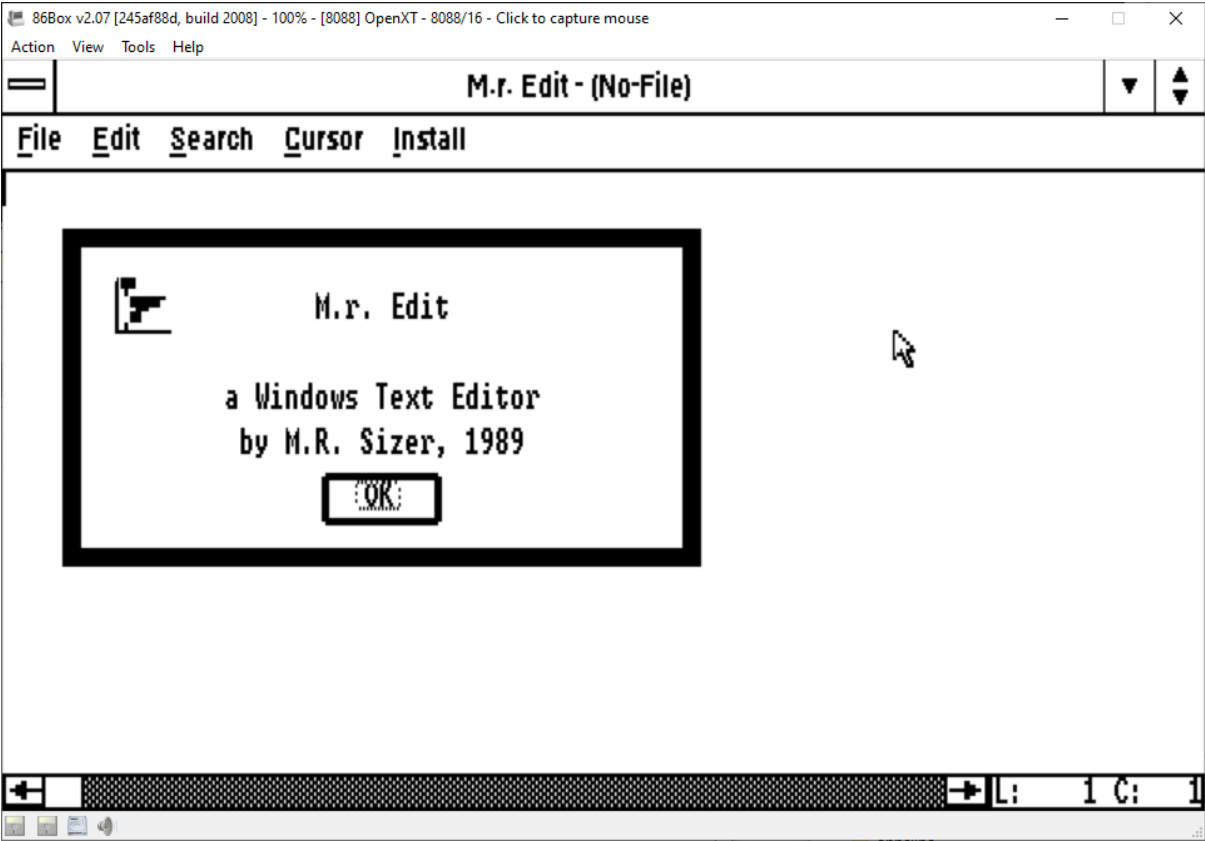 86Box v2.07 [245af88d, build 2008] - 100% - [8088] OpenXT - 8088/16 - Click to capture mouse
Action View Tools Help
M.r. Edit - (No-File)
File Edit Search Cursor Install
M.r. Edit
a Windows Text Editor
by M.R. Sizer, 1989
OK
L: 1 C: 1